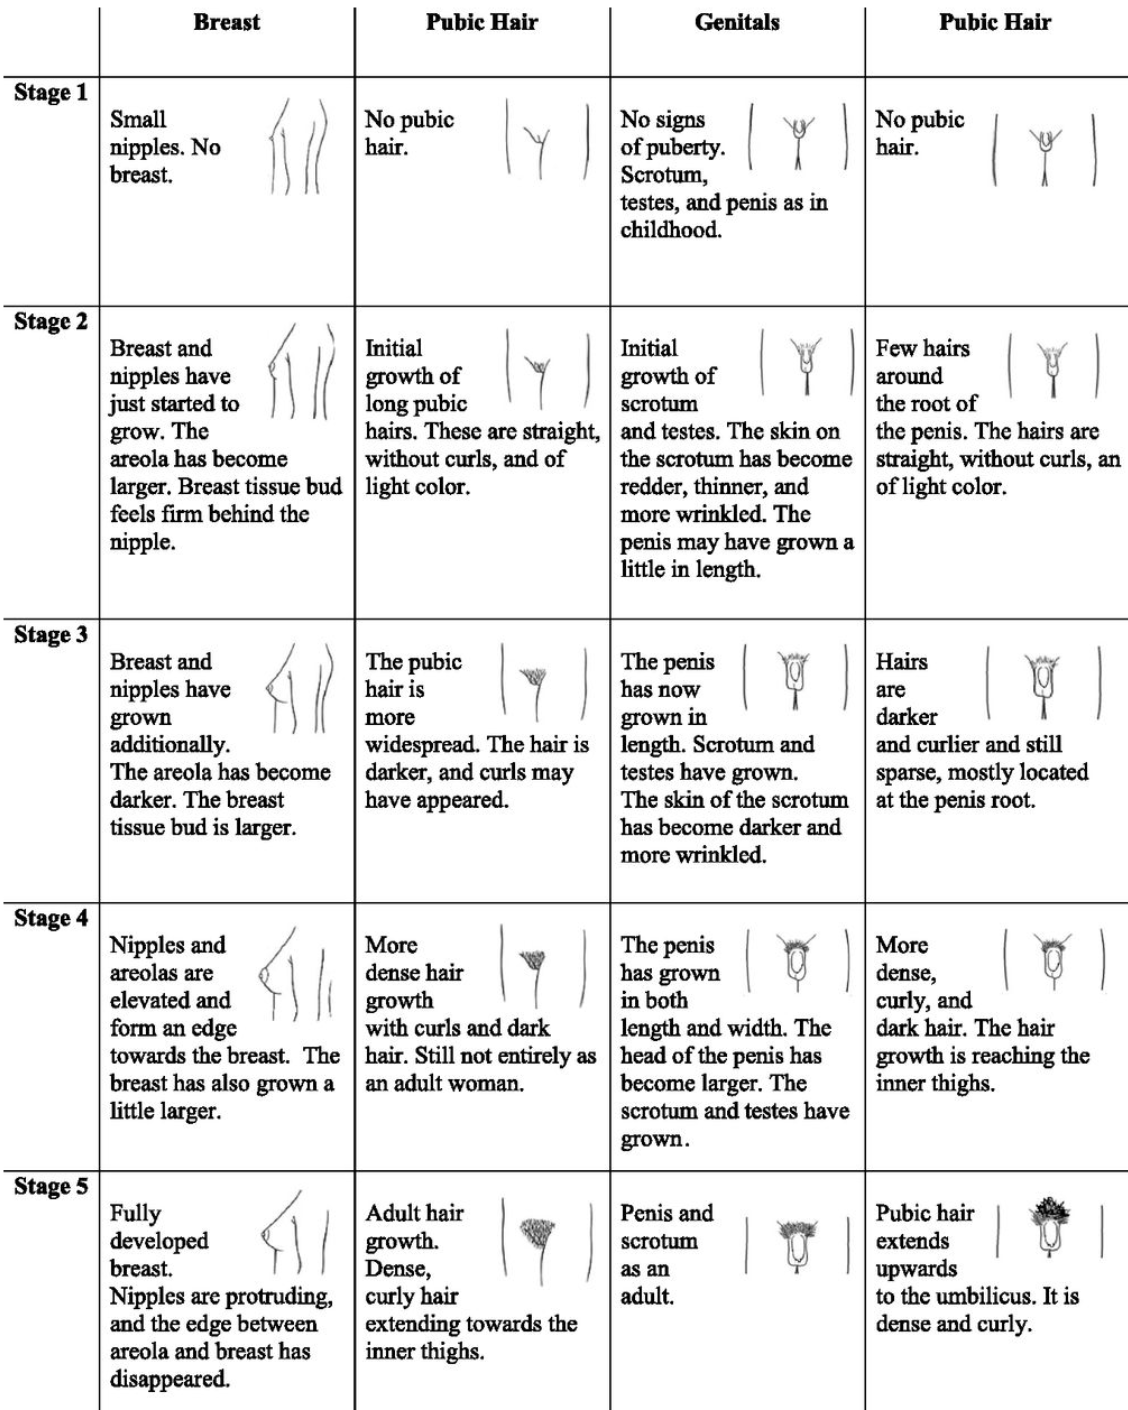 Breast
Pubic Hair
Genitals
Pubic Hair
Stage 1
Small
nipples. No
breast.
No pubic
hair.
No signs
of puberty.
Scrotum,
testes, and penis as in
childhood.
No pubic
hair.
Stage 2
Breast and
nipples have
just started to
grow. The
areola has become
larger. Breast tissue bud
feels firm behind the
nipple.
Initial
growth of
long pubic
hairs. These are straight,
without curls, and of
light color.
Initial
growth of
scrotum
and testes. The skin on
the scrotum has become
redder, thinner, and
more wrinkled. The
penis may have grown a
little in length.
Few hairs
around
the root of
the penis. The hairs are
straight, without curls, an
of light color.
Stage 3
Breast and
nipples have
grown
additionally.
The areola has become
darker. The breast
tissue bud is larger.
The pubic
hair is
more
widespread. The hair is
darker, and curls may
have appeared.
The penis
has now
grown in
length. Scrotum and
testes have grown.
The skin of the scrotum
has become darker and
more wrinkled.
Hairs
are
darker
and curlier and still
sparse, mostly located
at the penis root.
Stage 4
Nipples and
areolas are
elevated and
form an edge
towards the breast. The
breast has also grown a
little larger.
More
dense hair
growth
with curls and dark
hair. Still not entirely as
an adult woman.
The penis
has grown
in both
length and width. The
head of the penis has
become larger. The
scrotum and testes have
grown.
More
dense,
curly, and
dark hair. The hair
growth is reaching the
inner thighs.
Stage 5
Fully
developed
breast.
Nipples are protruding,
and the edge between
areola and breast has
disappeared.
Adult hair
growth.
Dense,
curly hair
extending towards the
inner thighs.
Penis and
scrotum
as an
adult.
Pubic hair
extends
upwards
to the umbilicus. It is
dense and curly.